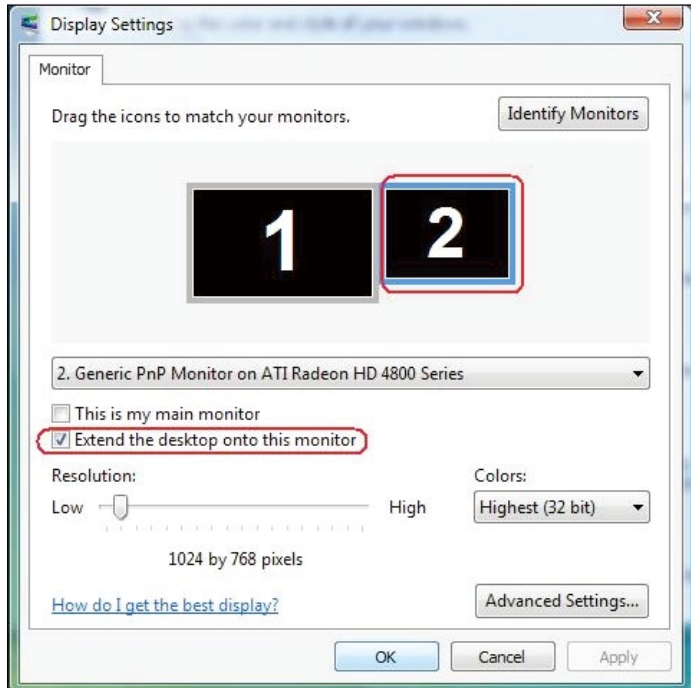 Display Settings
Monitor
Drag the icons to match your monitors.
Identify Monitors
1
2
2. Generic PnP Monitor on ATI Radeon HD 4800 Series
This is my main monitor
Extend the desktop onto this monitor
Resolution:
Colors:
Low
High
Highest (32 bit)
1024 by 768 pixels
How do I get the best display?
Advanced Settings...
OK
Cancel
Apply